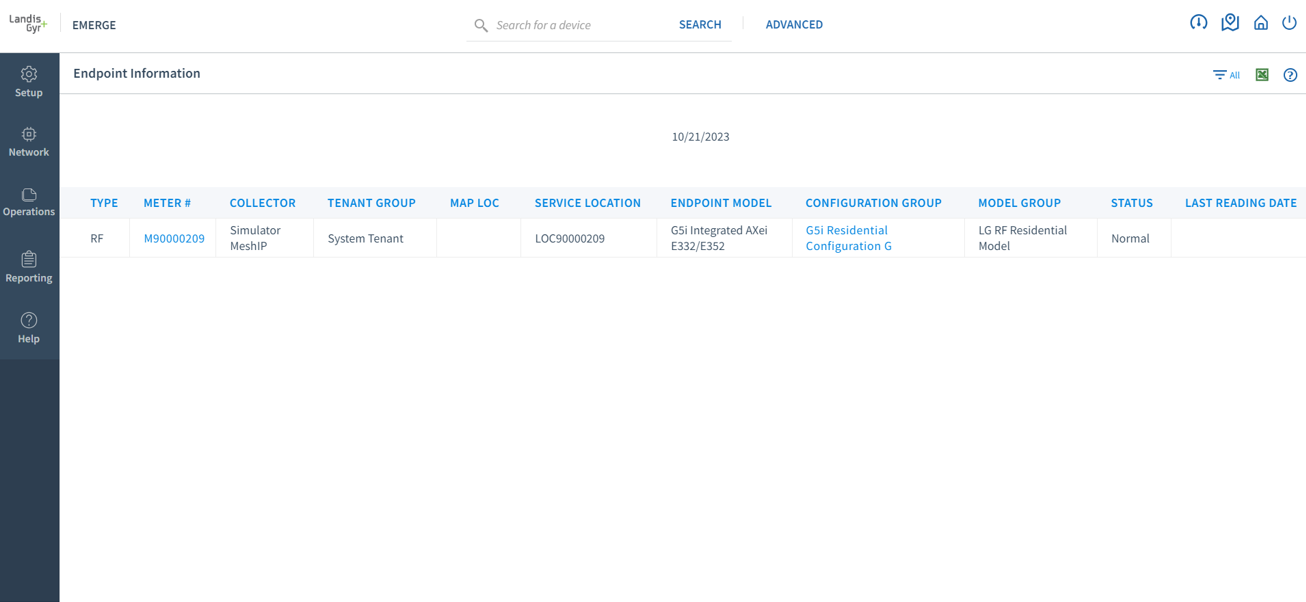 Landis
Gyr+
EMERGE
Search for a device
SEARCH
ADVANCED
Setup
Network
Operations
Reporting
Help
Endpoint Information
All
10/21/2023
TYPE METER # COLLECTOR TENANT GROUP MAP LOC SERVICE LOCATION ENDPOINT MODEL CONFIGURATION GROUP MODEL GROUP STATUS LAST READING DATE
RF
M90000209
Simulator
MeshIP
System Tenant
LOC90000209
G5i Integrated AXei
E332/E352
G5i Residential
Configuration G
LG RF Residential
Model
Normal